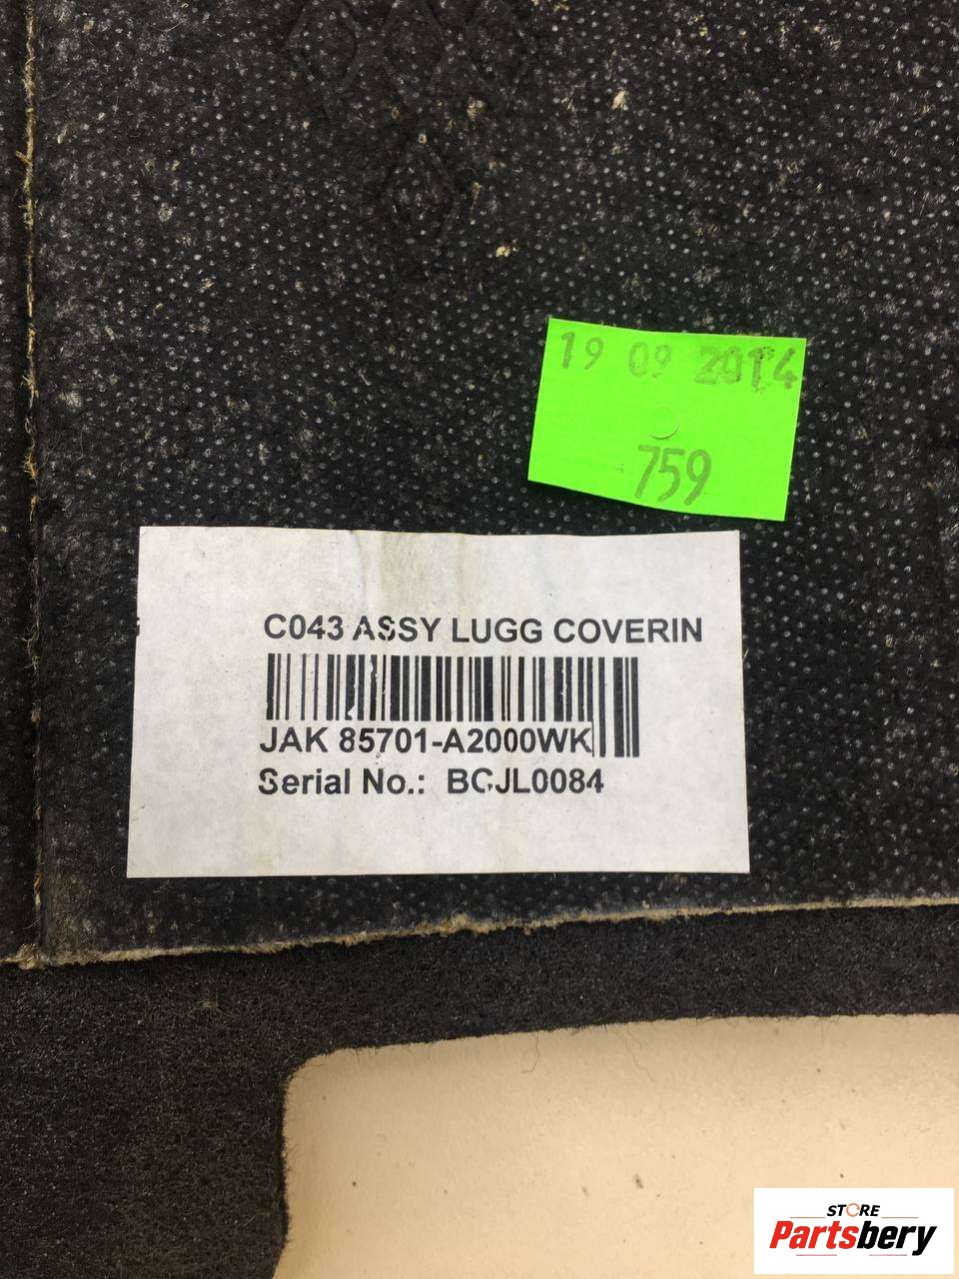 19 09 2014
759
C043 ASSY LUGG COVERIN
JAK 85701-A2000WK
Serial No.: BCJL0084
STORE
Partsbery